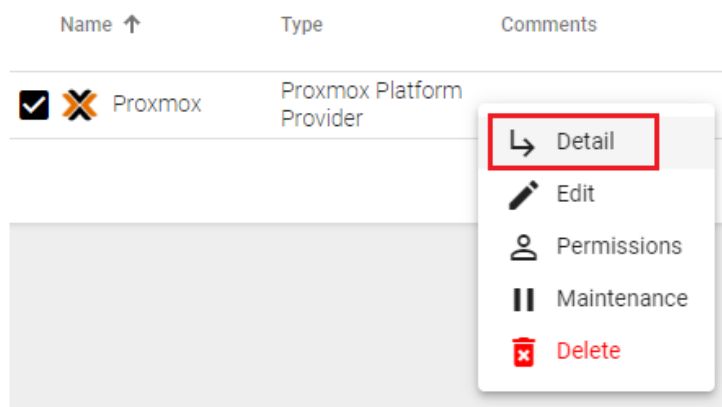 Name Type Comments
Proxmox Proxmox Platform
Provider
Detail
Edit
Permissions
Maintenance
Delete